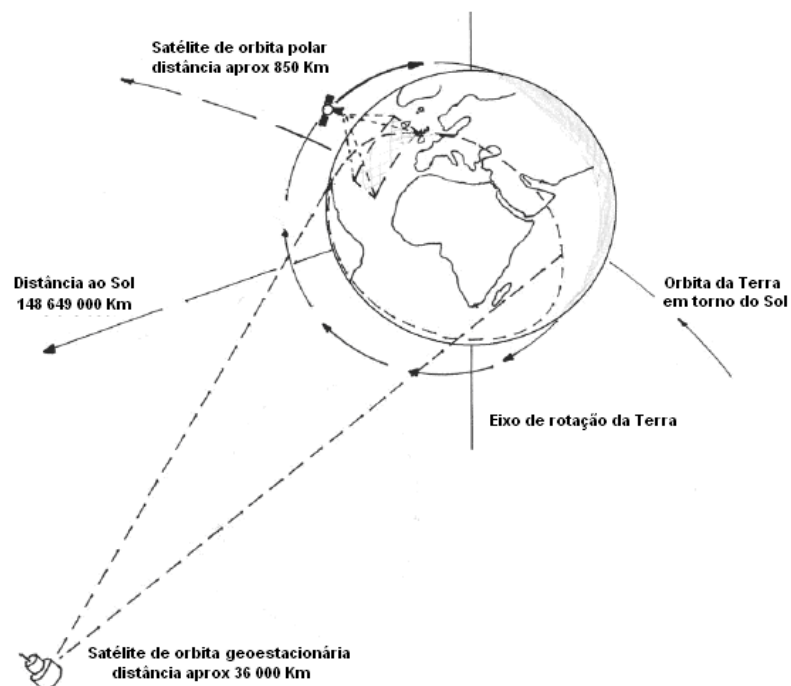 Satélite de orbita polar
distância aprox 850 Km
Distância ao Sol
148 649 000 Km
Orbita da Terra
em torno do Sol
Eixo de rotação da Terra
Satélite de orbita geoestacionária
distância aprox 36 000 Km